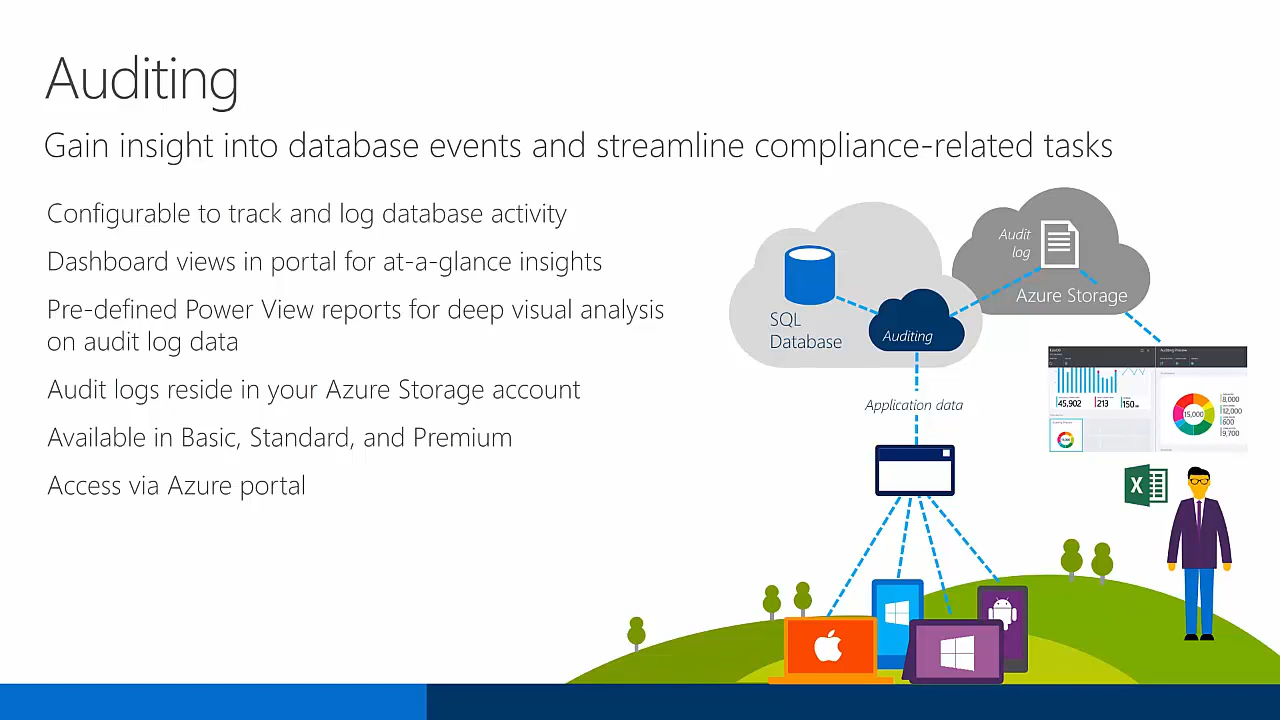 Auditing
Gain insight into database events and streamline compliance-related tasks
Configurable to track and log database activity
Dashboard views in portal for at-a-glance insights
Pre-defined Power View reports for deep visual analysis
on audit log data
Audit logs reside in your Azure Storage account
Available in Basic, Standard, and Premium
Access via Azure portal
Audit
log
Azure Storage
SQL
Database
Auditing
Application data
45,902
213
150
15,000
8,000
12,000
600
9,700
X